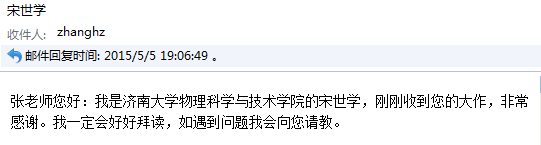 宋世学
收件人： zhanghz
邮件回复时间: 2015/5/5 19:06:49 。
张老师您好：我是济南大学物理科学与技术学院的宋世学，刚刚收到您的大作，非常
感谢。我一定会好好拜读，如遇到问题我会向您请教。